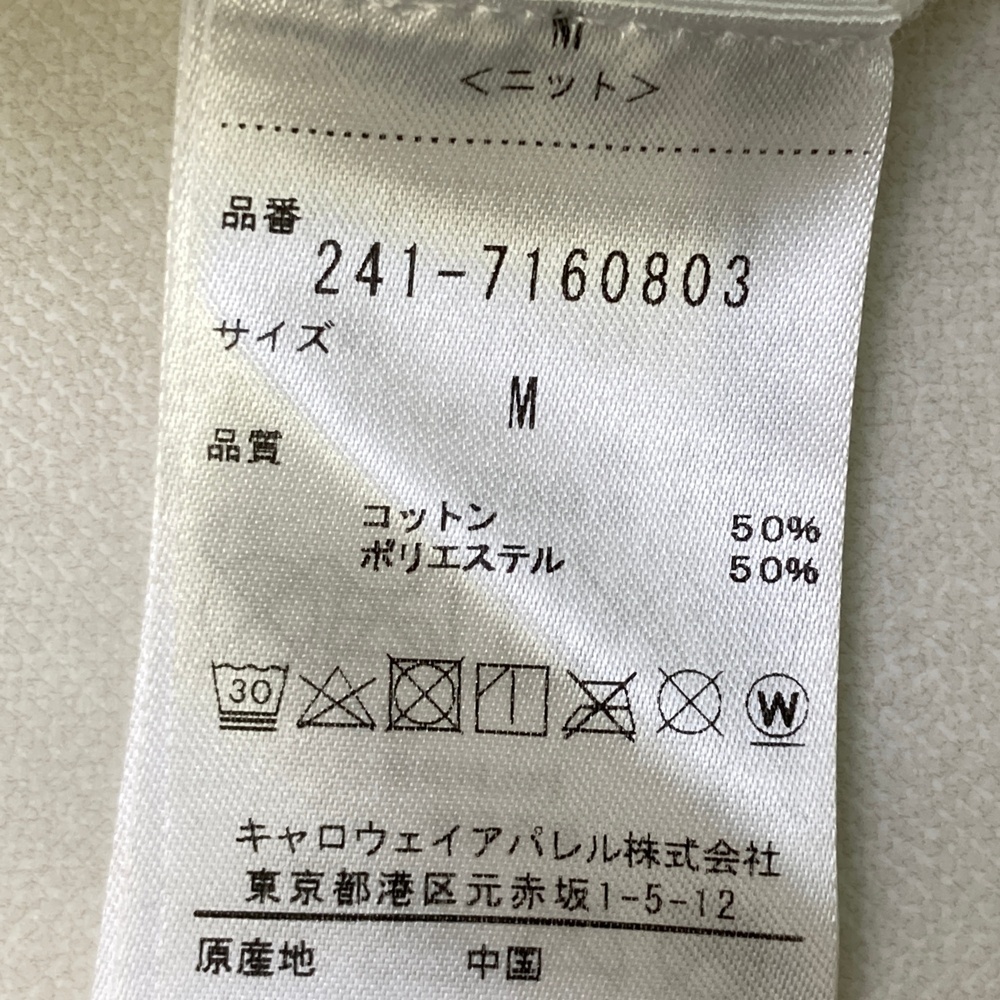 M
<ニット>
品番
241-7160803
サイズ
M
品質
コットン 50%
ポリエステル 50%
30 W
キャロウェイアパレル株式会社
東京都港区元赤坂1-5-12
原産地 中国